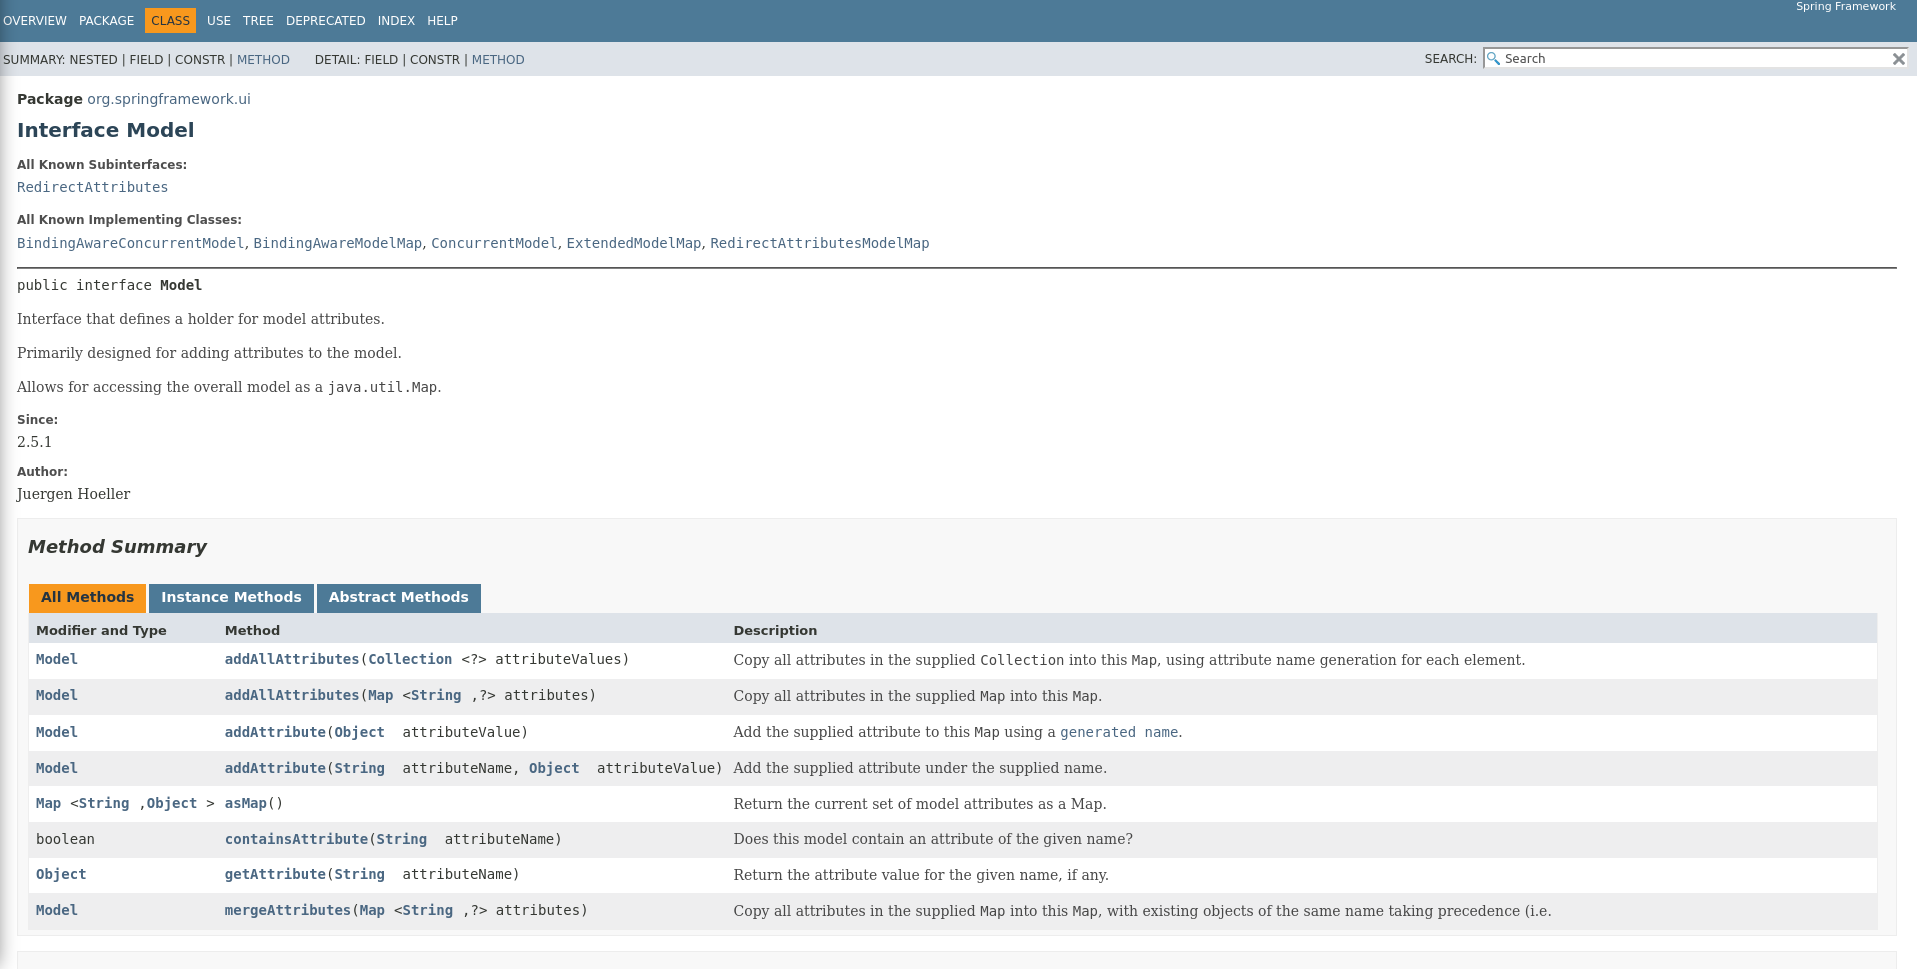 Spring Framework
OVERVIEW PACKAGE CLASS USE TREE DEPRECATED INDEX HELP
SUMMARY: NESTED | FIELD | CONSTR | METHOD DETAIL: FIELD | CONSTR | METHOD SEARCH: Search
Package org.springframework.ui
Interface Model
All Known Subinterfaces:
RedirectAttributes
All Known Implementing Classes:
BindingAwareConcurrentModel, BindingAwareModelMap, ConcurrentModel, ExtendedModelMap, RedirectAttributesModelMap
public interface Model
Interface that defines a holder for model attributes.
Primarily designed for adding attributes to the model.
Allows for accessing the overall model as a java.util.Map.
Since:
2.5.1
Author:
Juergen Hoeller
Method Summary
All Methods Instance Methods Abstract Methods
Modifier and Type Method Description
Model addAllAttributes(Collection <?> attributeValues) Copy all attributes in the supplied Collection into this Map, using attribute name generation for each element.
Model addAllAttributes(Map <String ,?> attributes) Copy all attributes in the supplied Map into this Map.
Model addAttribute(Object attributeValue) Add the supplied attribute to this Map using a generated name.
Model addAttribute(String attributeName, Object attributeValue) Add the supplied attribute under the supplied name.
Map <String ,Object > asMap() Return the current set of model attributes as a Map.
boolean containsAttribute(String attributeName) Does this model contain an attribute of the given name?
Object getAttribute(String attributeName) Return the attribute value for the given name, if any.
Model mergeAttributes(Map <String ,?> attributes) Copy all attributes in the supplied Map into this Map, with existing objects of the same name taking precedence (i.e.